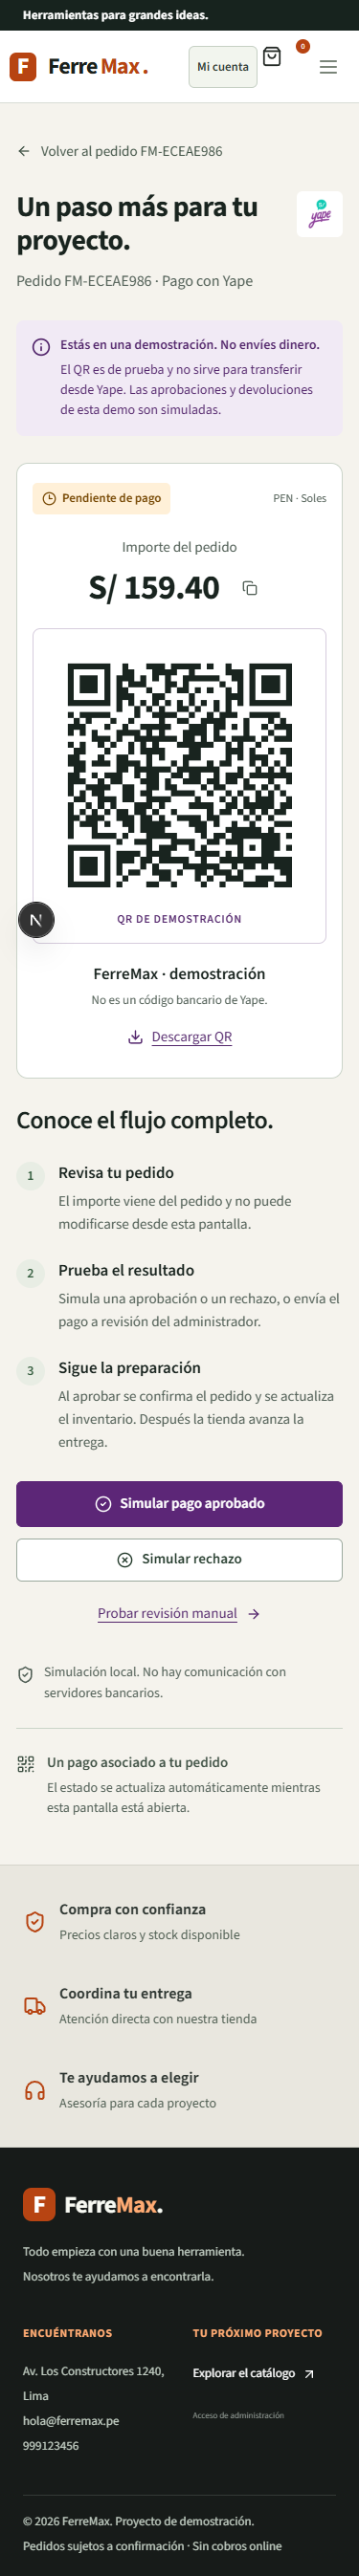 Herramientas para grandes ideas.
F FerreMax.
Mi cuenta
0
Volver al pedido FM-ECEAE986
Un paso más para tu
proyecto.
S/
yape
Pedido FM-ECEAE986 · Pago con Yape
Estás en una demostración. No envíes dinero.
El QR es de prueba y no sirve para transferir
desde Yape. Las aprobaciones y devoluciones
de esta demo son simuladas.
Pendiente de pago
PEN · Soles
Importe del pedido
S/ 159.40
N
QR DE DEMOSTRACIÓN
FerreMax · demostración
No es un código bancario de Yape.
Descargar QR
Conoce el flujo completo.
1 Revisa tu pedido
El importe viene del pedido y no puede
modificarse desde esta pantalla.
2 Prueba el resultado
Simula una aprobación o un rechazo, o envía el
pago a revisión del administrador.
3 Sigue la preparación
Al aprobar se confirma el pedido y se actualiza
el inventario. Después la tienda avanza la
entrega.
Simular pago aprobado
Simular rechazo
Probar revisión manual
Simulación local. No hay comunicación con
servidores bancarios.
Un pago asociado a tu pedido
El estado se actualiza automáticamente mientras
esta pantalla está abierta.
Compra con confianza
Precios claros y stock disponible
Coordina tu entrega
Atención directa con nuestra tienda
Te ayudamos a elegir
Asesoría para cada proyecto
F FerreMax.
Todo empieza con una buena herramienta.
Nosotros te ayudamos a encontrarla.
ENCUÉNTRANOS
Av. Los Constructores 1240,
Lima
hola@ferremax.pe
999123456
TU PRÓXIMO PROYECTO
Explorar el catálogo
Acceso de administración
© 2026 FerreMax. Proyecto de demostración.
Pedidos sujetos a confirmación · Sin cobros online